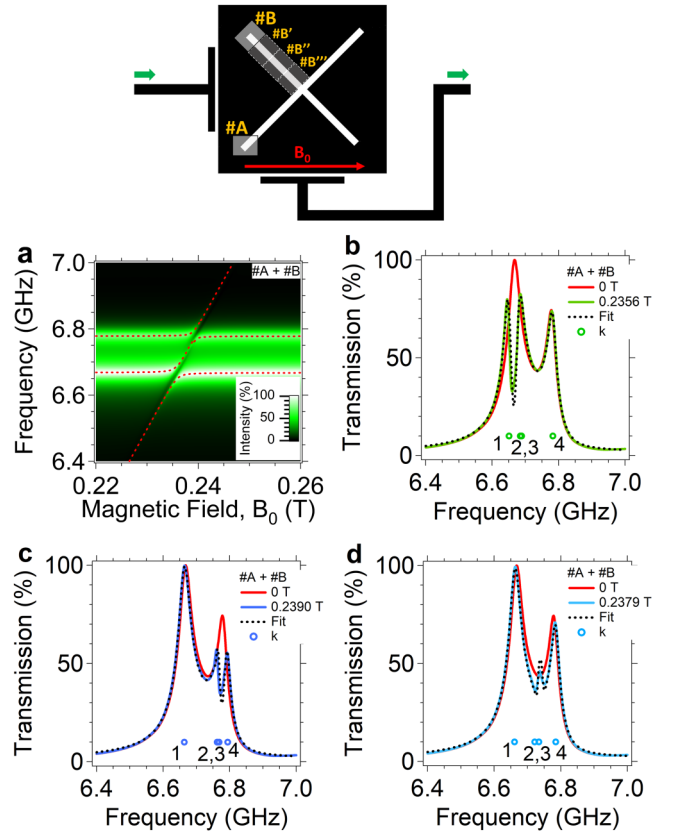 #B
#B'
#B''
#B'''
#A
B₀
a
7.0
6.8
6.6
6.4
Frequency (GHz)
#A + #B
Intensity (%)
100
50
0
0.22
0.24
0.26
Magnetic Field, B₀ (T)
b
100
50
0
Transmission (%)
#A + #B
0 T
0.2356 T
Fit
k
1
2,3
4
6.4
6.6
6.8
7.0
Frequency (GHz)
c
100
50
0
Transmission (%)
#A + #B
0 T
0.2390 T
Fit
k
1
2,3
4
6.4
6.6
6.8
7.0
Frequency (GHz)
d
100
50
0
Transmission (%)
#A + #B
0 T
0.2379 T
Fit
k
1
2,3
4
6.4
6.6
6.8
7.0
Frequency (GHz)